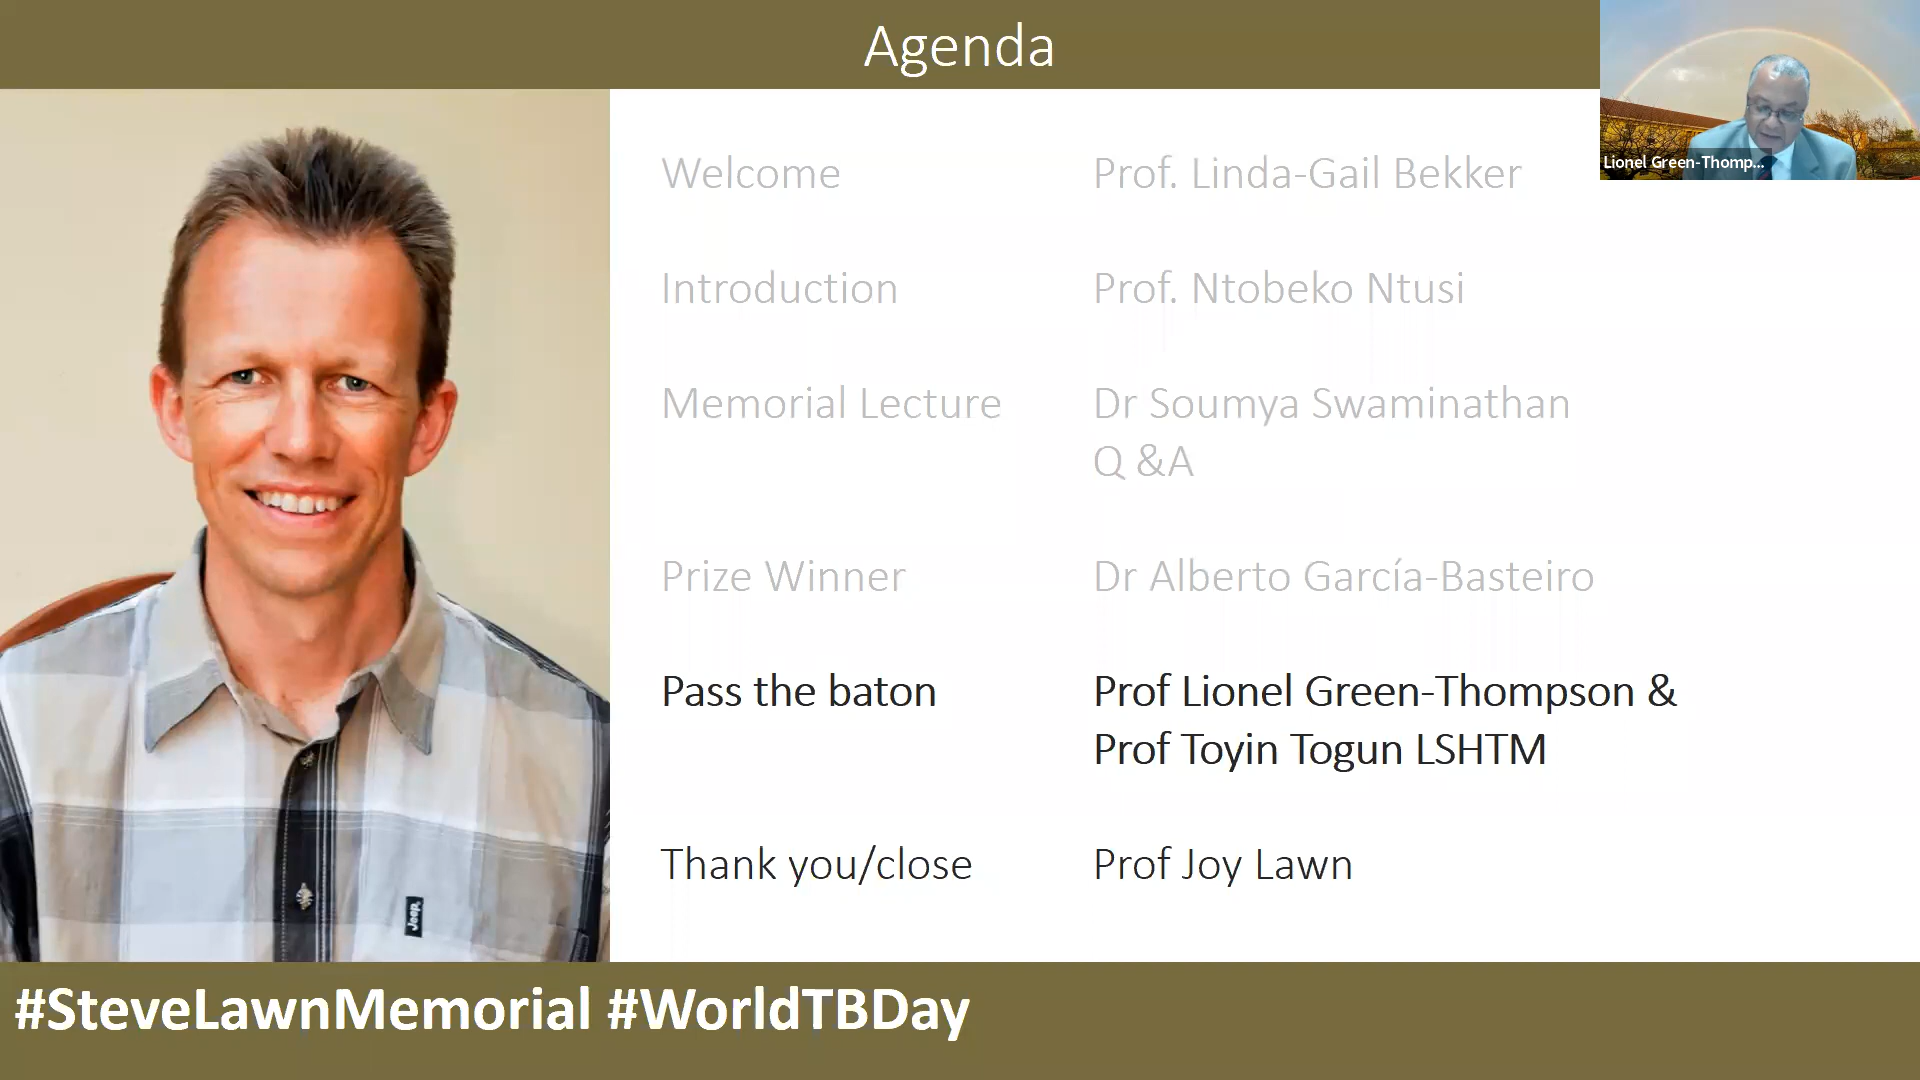 Agenda
Lionel Green-Thomp...
Welcome Prof. Linda-Gail Bekker
Introduction Prof. Ntobeko Ntusi
Memorial Lecture Dr Soumya Swaminathan
Q &A
Prize Winner Dr Alberto García-Basteiro
Pass the baton Prof Lionel Green-Thompson &
Prof Toyin Togun LSHTM
Thank you/close Prof Joy Lawn
Jeep
#SteveLawnMemorial #WorldTBDay